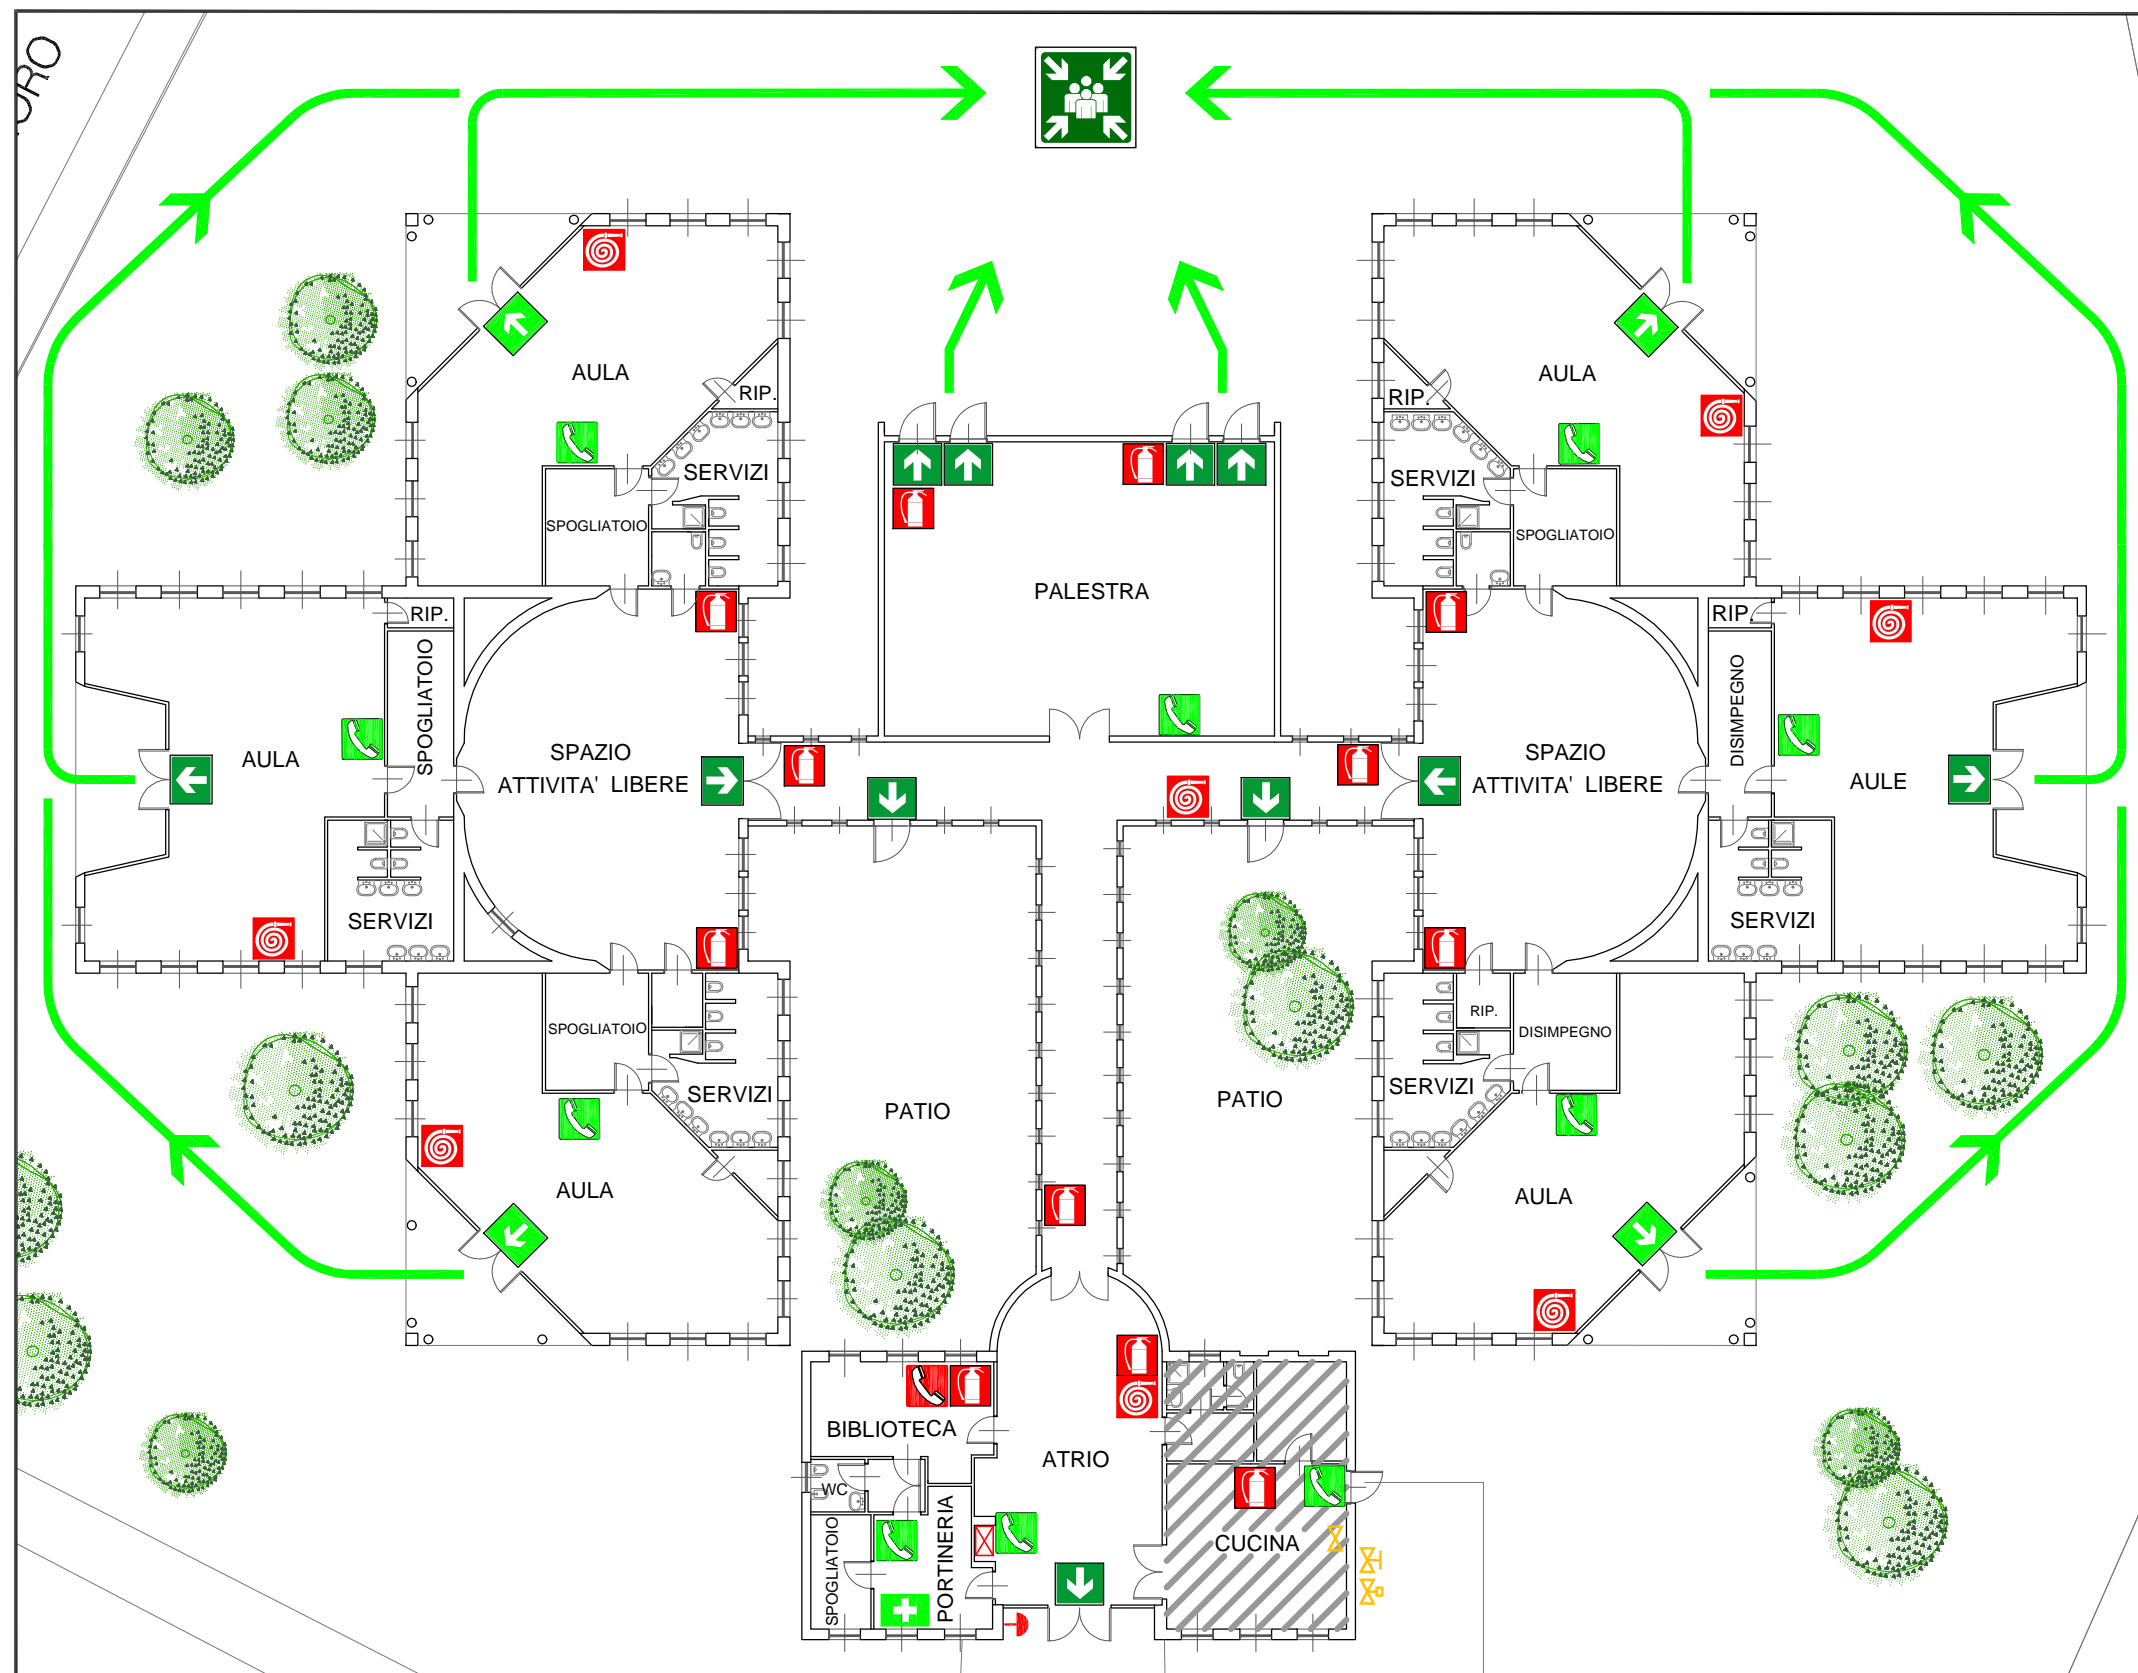 AULA
AULA
RIP.
RIP.
SERVIZI
SERVIZI
SPOGLIATOIO
SPOGLIATOIO
PALESTRA
RIP.
RIP.
SPOGLIATOIO
DISIMPEGNO
AULA
SPAZIO
ATTIVITA' LIBERE
SPAZIO
ATTIVITA' LIBERE
AULE
SERVIZI
SERVIZI
SPOGLIATOIO
RIP.
DISIMPEGNO
SERVIZI
SERVIZI
PATIO
PATIO
AULA
AULA
BIBLIOTECA
ATRIO
WC
SPOGLIATOIO
PORTINERIA
CUCINA